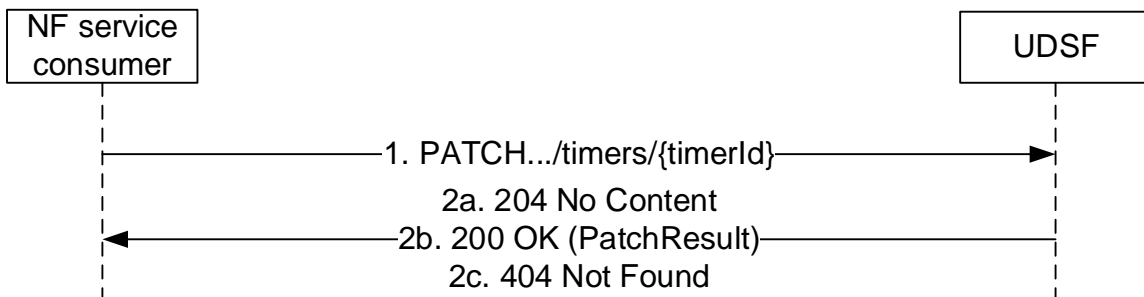 NF service
consumer
UDSF
1. PATCH.../timers/{timerId}
2a. 204 No Content
2b. 200 OK (PatchResult)
2c. 404 Not Found